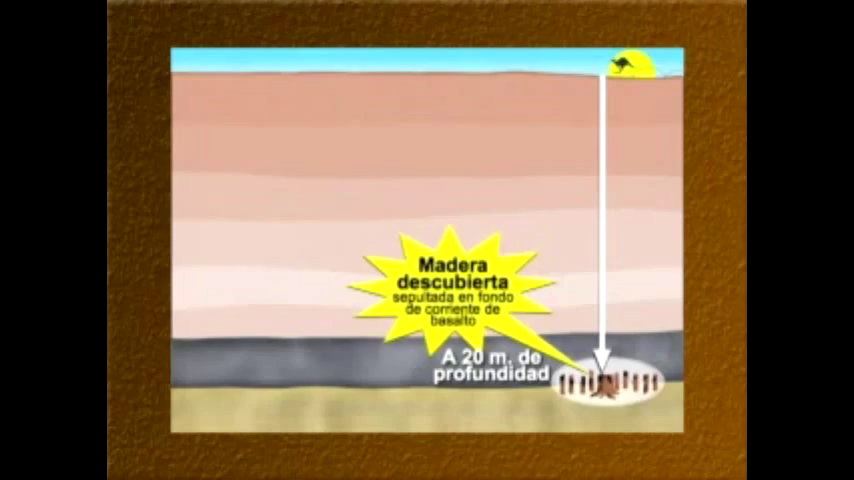 Madera
descubierta
sepultada en fondo
de corriente de
basalto
A 20 m. de
profundidad